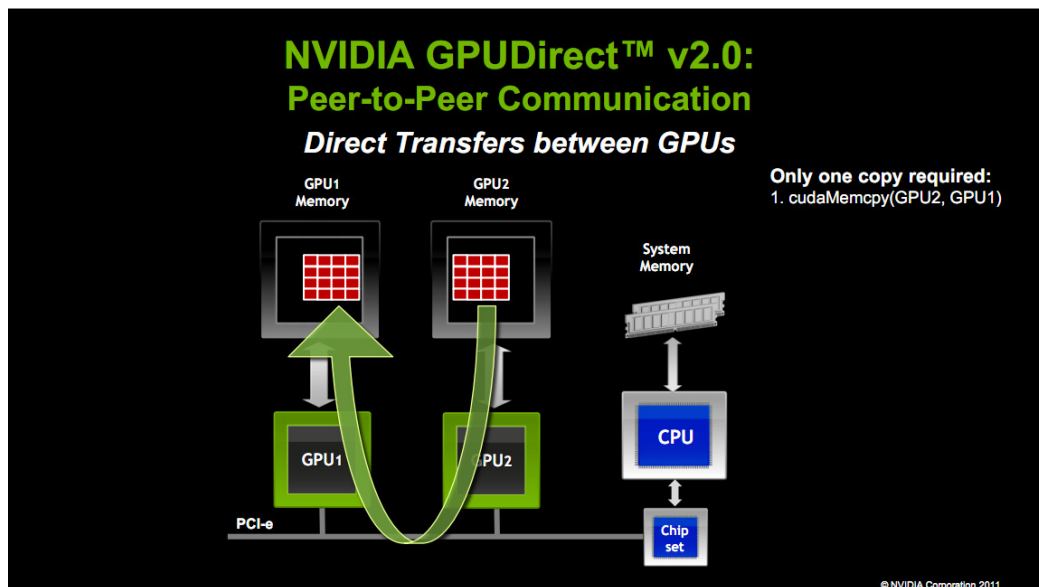 NVIDIA GPUDirect™ v2.0:
Peer-to-Peer Communication
Direct Transfers between GPUs
Only one copy required:
1. cudaMemcpy(GPU2, GPU1)
GPU1
Memory
GPU2
Memory
System
Memory
GPU1
GPU2
CPU
PCI-e
Chip
set
© NVIDIA Corporation 2011